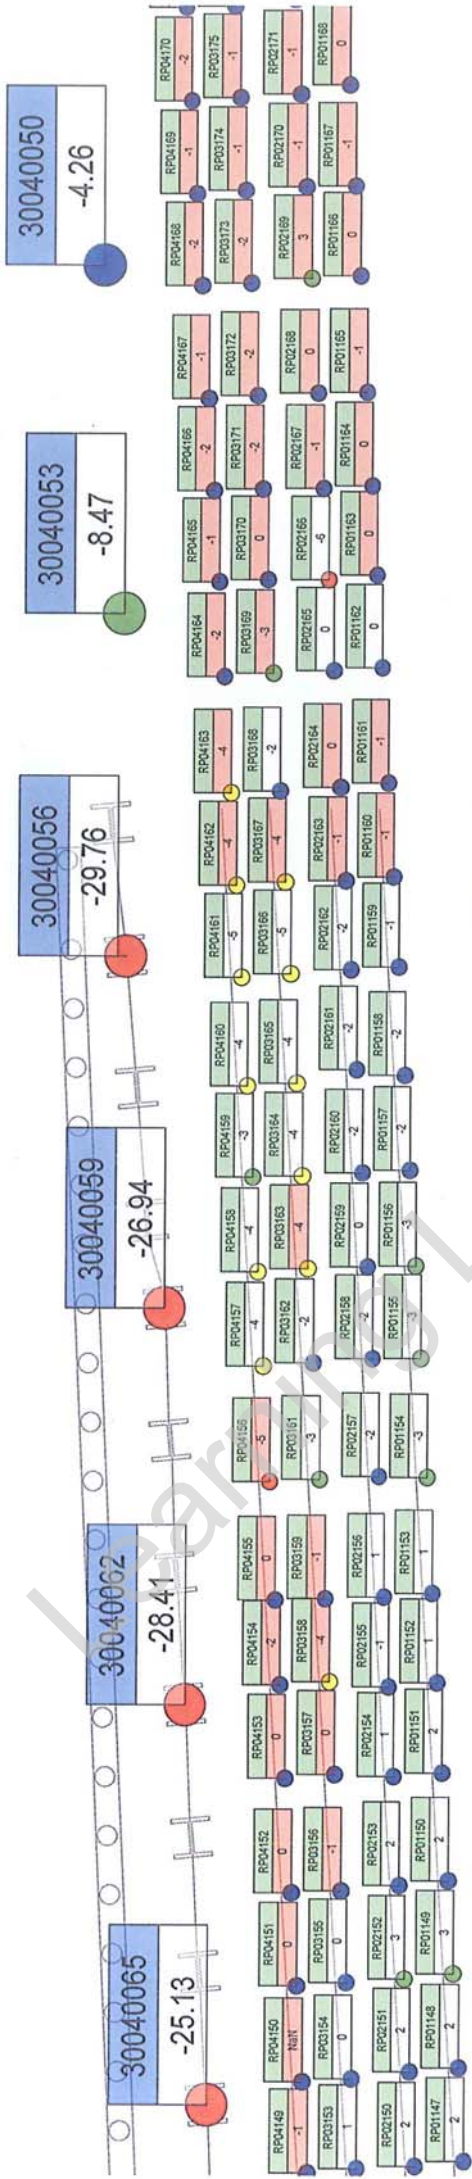 30040065 30040062 30040059 30040056 30040053 30040050
-25.13 -28.41 -26.94 -29.76 -8.47 -4.26
RP04149 RP04150 RP04151 RP04152 RP04153 RP04154 RP04155 RP04156 RP04157 RP04158 RP04159 RP04160 RP04161 RP04162 RP04163 RP04164 RP04165 RP04166 RP04167 RP04168 RP04169 RP04170
-1 NaN 0 0 0 -2 0 -5 -4 -4 -3 -4 -5 -4 -4 -2 -1 -2 -1 -2 -1 -2
RP03153 RP03154 RP03155 RP03156 RP03157 RP03158 RP03159 RP03161 RP03162 RP03163 RP03164 RP03165 RP03166 RP03167 RP03168 RP03169 RP03170 RP03171 RP03172 RP03173 RP03174 RP03175
1 0 0 -1 0 -4 -1 -3 -2 -4 -4 -4 -5 -4 -2 -3 0 -2 -2 -2 -1 -1
RP02150 RP02151 RP02152 RP02153 RP02154 RP02155 RP02156 RP02157 RP02158 RP02159 RP02160 RP02161 RP02162 RP02163 RP02164 RP02165 RP02166 RP02167 RP02168 RP02169 RP02170 RP02171
2 2 3 2 1 -1 1 -2 -2 0 -2 -2 -2 -1 0 0 -6 -1 0 3 -1 -1
RP01147 RP01148 RP01149 RP01150 RP01151 RP01152 RP01153 RP01154 RP01155 RP01156 RP01157 RP01158 RP01159 RP01160 RP01161 RP01162 RP01163 RP01164 RP01165 RP01166 RP01167 RP01168
2 2 3 2 2 1 1 -3 -3 -3 -2 -2 -1 -1 -1 0 0 0 -1 0 -1 0
Learning